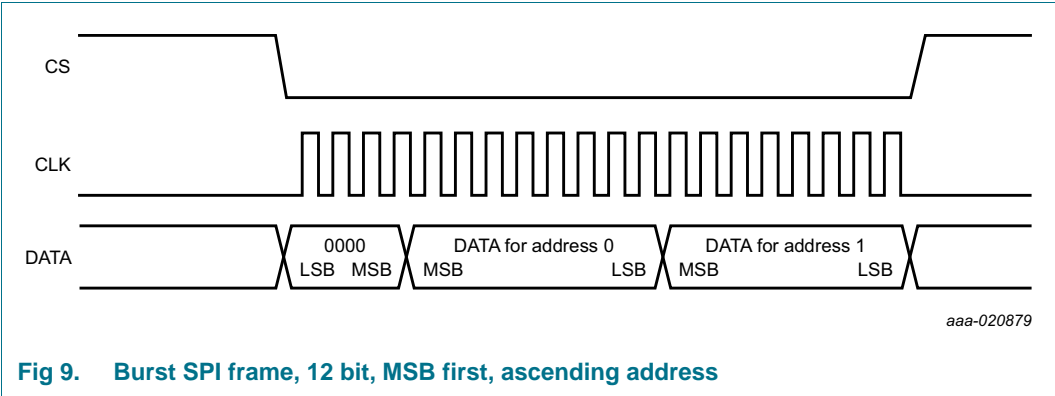 CS
CLK
DATA
0000
LSB MSB
DATA for address 0
MSB LSB
DATA for address 1
MSB LSB
aaa-020879
Fig 9. Burst SPI frame, 12 bit, MSB first, ascending address